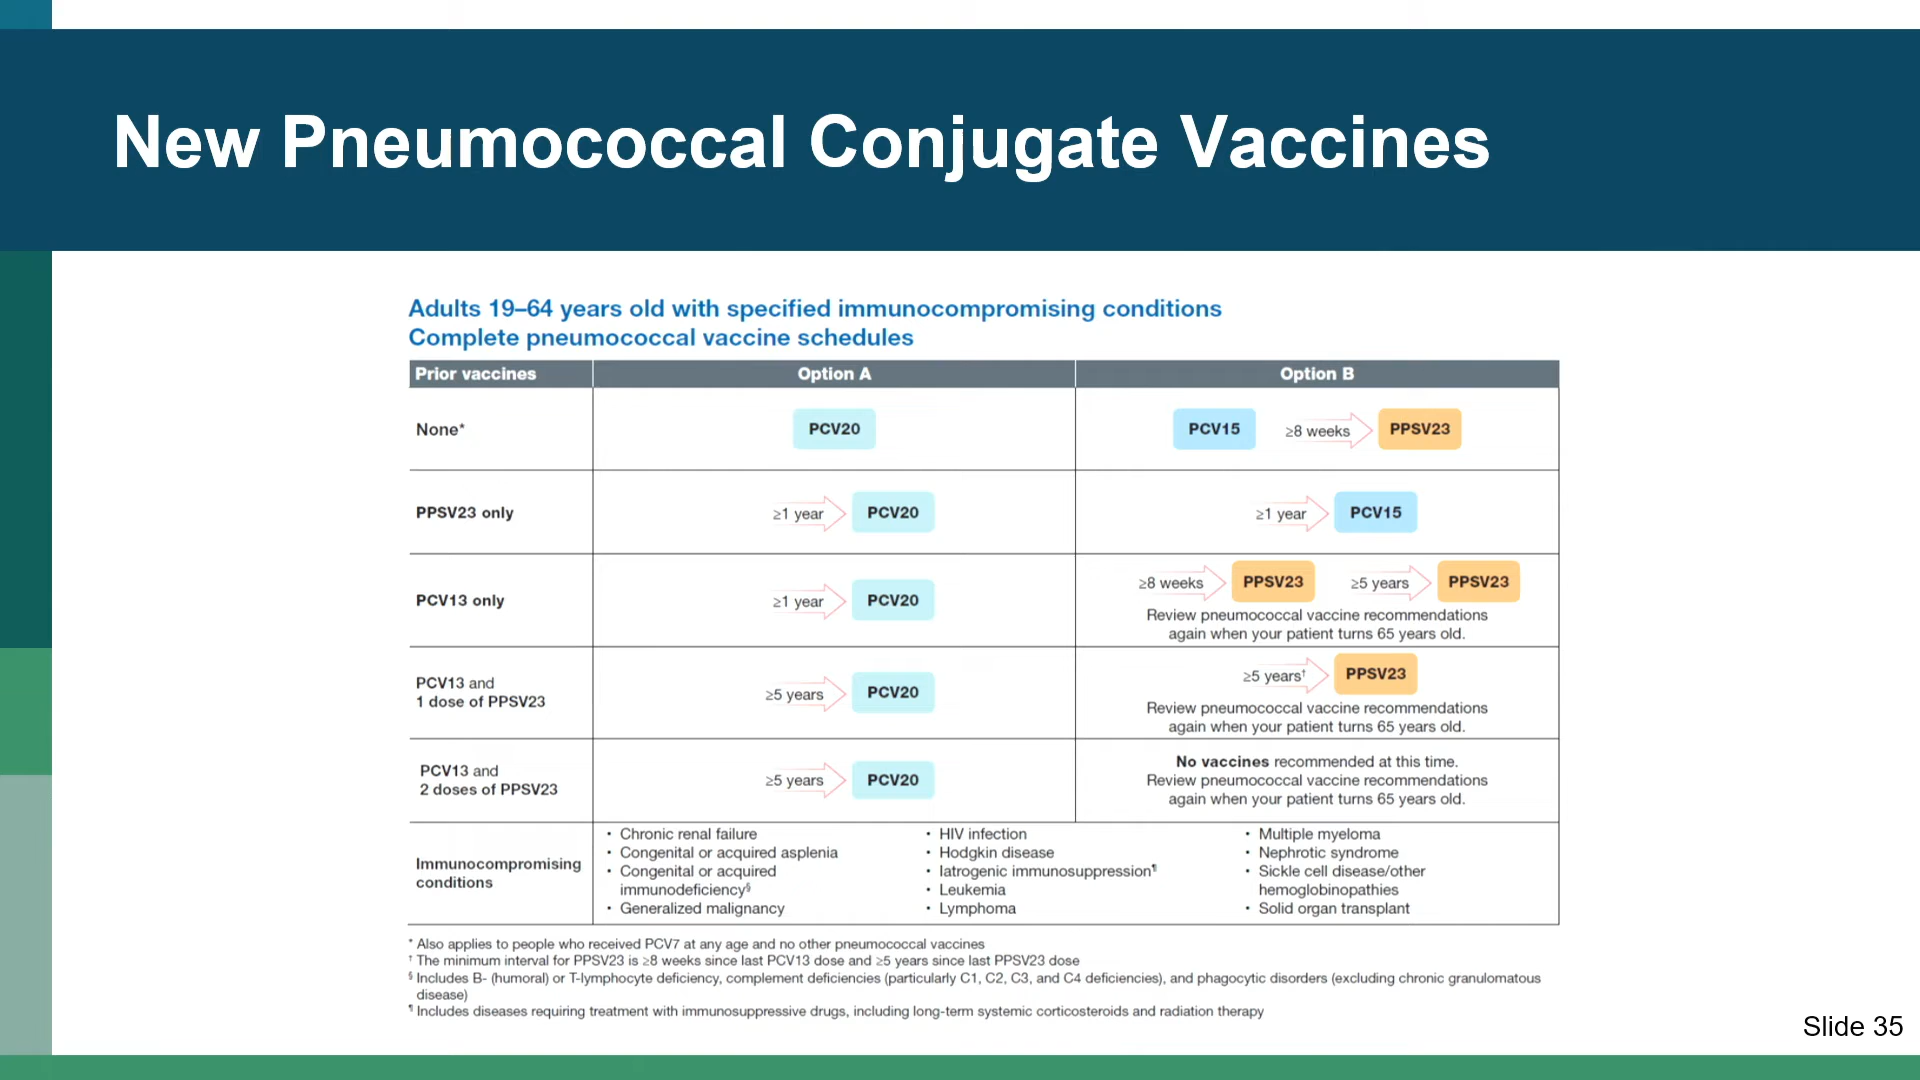 New Pneumococcal Conjugate Vaccines
Adults 19–64 years old with specified immunocompromising conditions
Complete pneumococcal vaccine schedules
Prior vaccines
Option A
Option B
None*
PCV20
PCV15
≥8 weeks
PPSV23
PPSV23 only
≥1 year
PCV20
≥1 year
PCV15
PCV13 only
≥1 year
PCV20
≥8 weeks
PPSV23
≥5 years
PPSV23
Review pneumococcal vaccine recommendations
again when your patient turns 65 years old.
PCV13 and
1 dose of PPSV23
≥5 years
PCV20
≥5 years†
PPSV23
Review pneumococcal vaccine recommendations
again when your patient turns 65 years old.
PCV13 and
2 doses of PPSV23
≥5 years
PCV20
No vaccines recommended at this time.
Review pneumococcal vaccine recommendations
again when your patient turns 65 years old.
Immunocompromising
conditions
• Chronic renal failure
• Congenital or acquired asplenia
• Congenital or acquired
immunodeficiency§
• Generalized malignancy
• HIV infection
• Hodgkin disease
• Iatrogenic immunosuppression¶
• Leukemia
• Lymphoma
• Multiple myeloma
• Nephrotic syndrome
• Sickle cell disease/other
hemoglobinopathies
• Solid organ transplant
* Also applies to people who received PCV7 at any age and no other pneumococcal vaccines
† The minimum interval for PPSV23 is ≥8 weeks since last PCV13 dose and ≥5 years since last PPSV23 dose
§ Includes B- (humoral) or T-lymphocyte deficiency, complement deficiencies (particularly C1, C2, C3, and C4 deficiencies), and phagocytic disorders (excluding chronic granulomatous
disease)
¶ Includes diseases requiring treatment with immunosuppressive drugs, including long-term systemic corticosteroids and radiation therapy
Slide 35